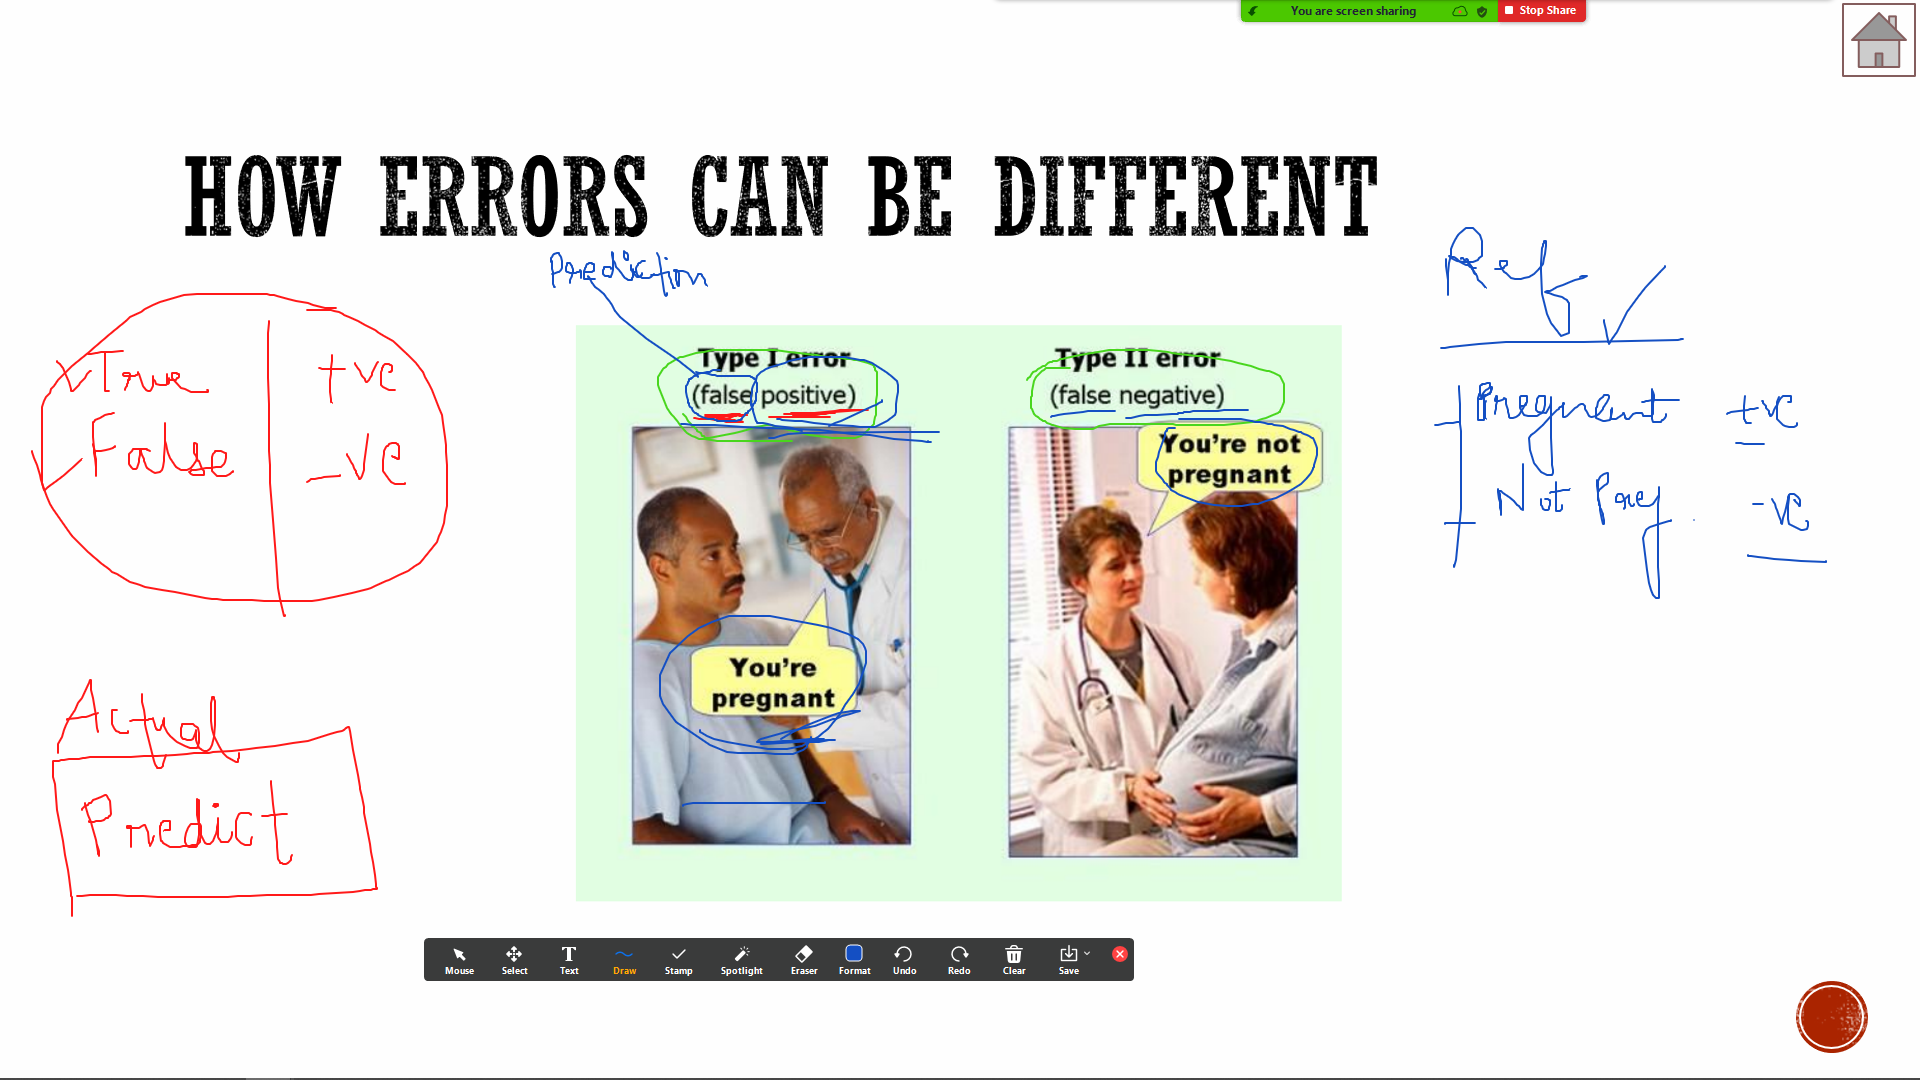 You are screen sharing
Stop Share
HOW ERRORS CAN BE DIFFERENT
Prediction
Ref
True +ve
False -ve
Type I error
(false positive)
Type II error
(false negative)
Pregnent +ve
Not Preg -ve
You're not
pregnant
You're
pregnant
Actual
Predict
Mouse
Select
Text
Draw
Stamp
Spotlight
Eraser
Format
Undo
Redo
Clear
Save